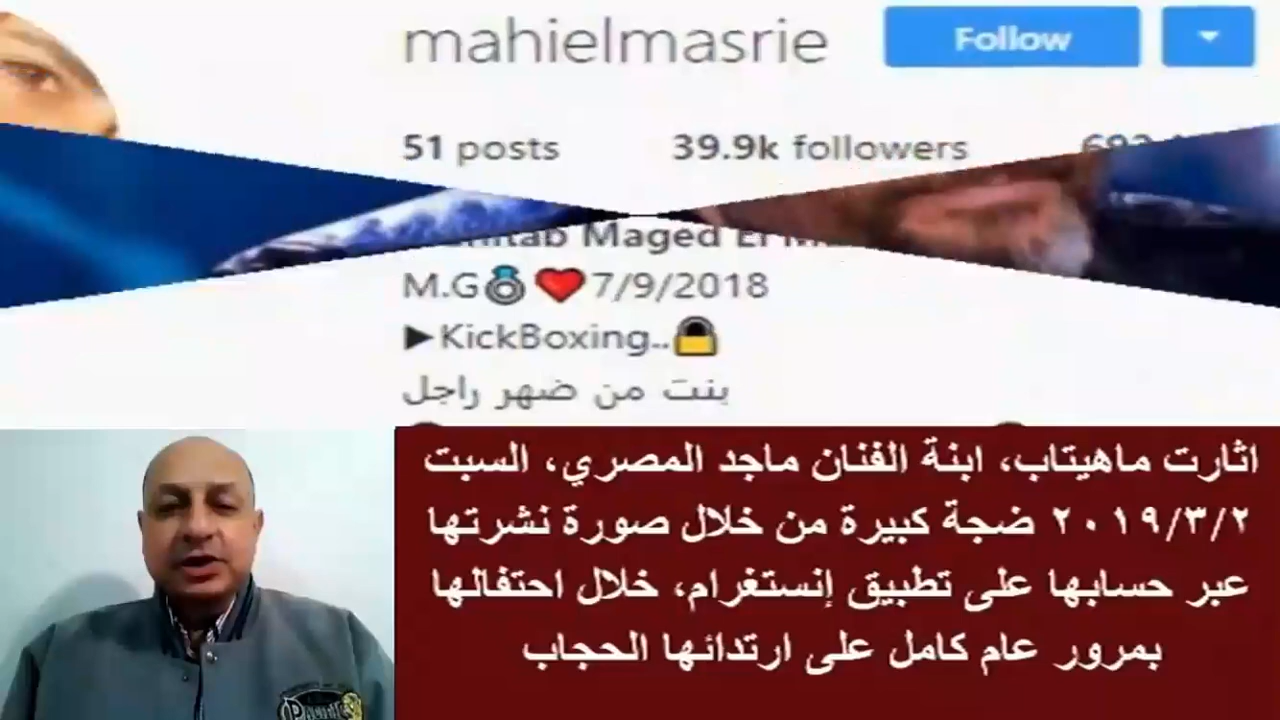 mahielmasrie
Follow
51 posts 39.9k followers
Maged El
M.G💍❤️7/9/2018
▶KickBoxing..🔒
بنت من ضهر راجل
اثارت ماهيتاب، ابنة الفنان ماجد المصري، السبت
٢٠١٩/٣/٢ ضجة كبيرة من خلال صورة نشرتها
عبر حسابها على تطبيق إنستغرام، خلال احتفالها
بمرور عام كامل على ارتدائها الحجاب